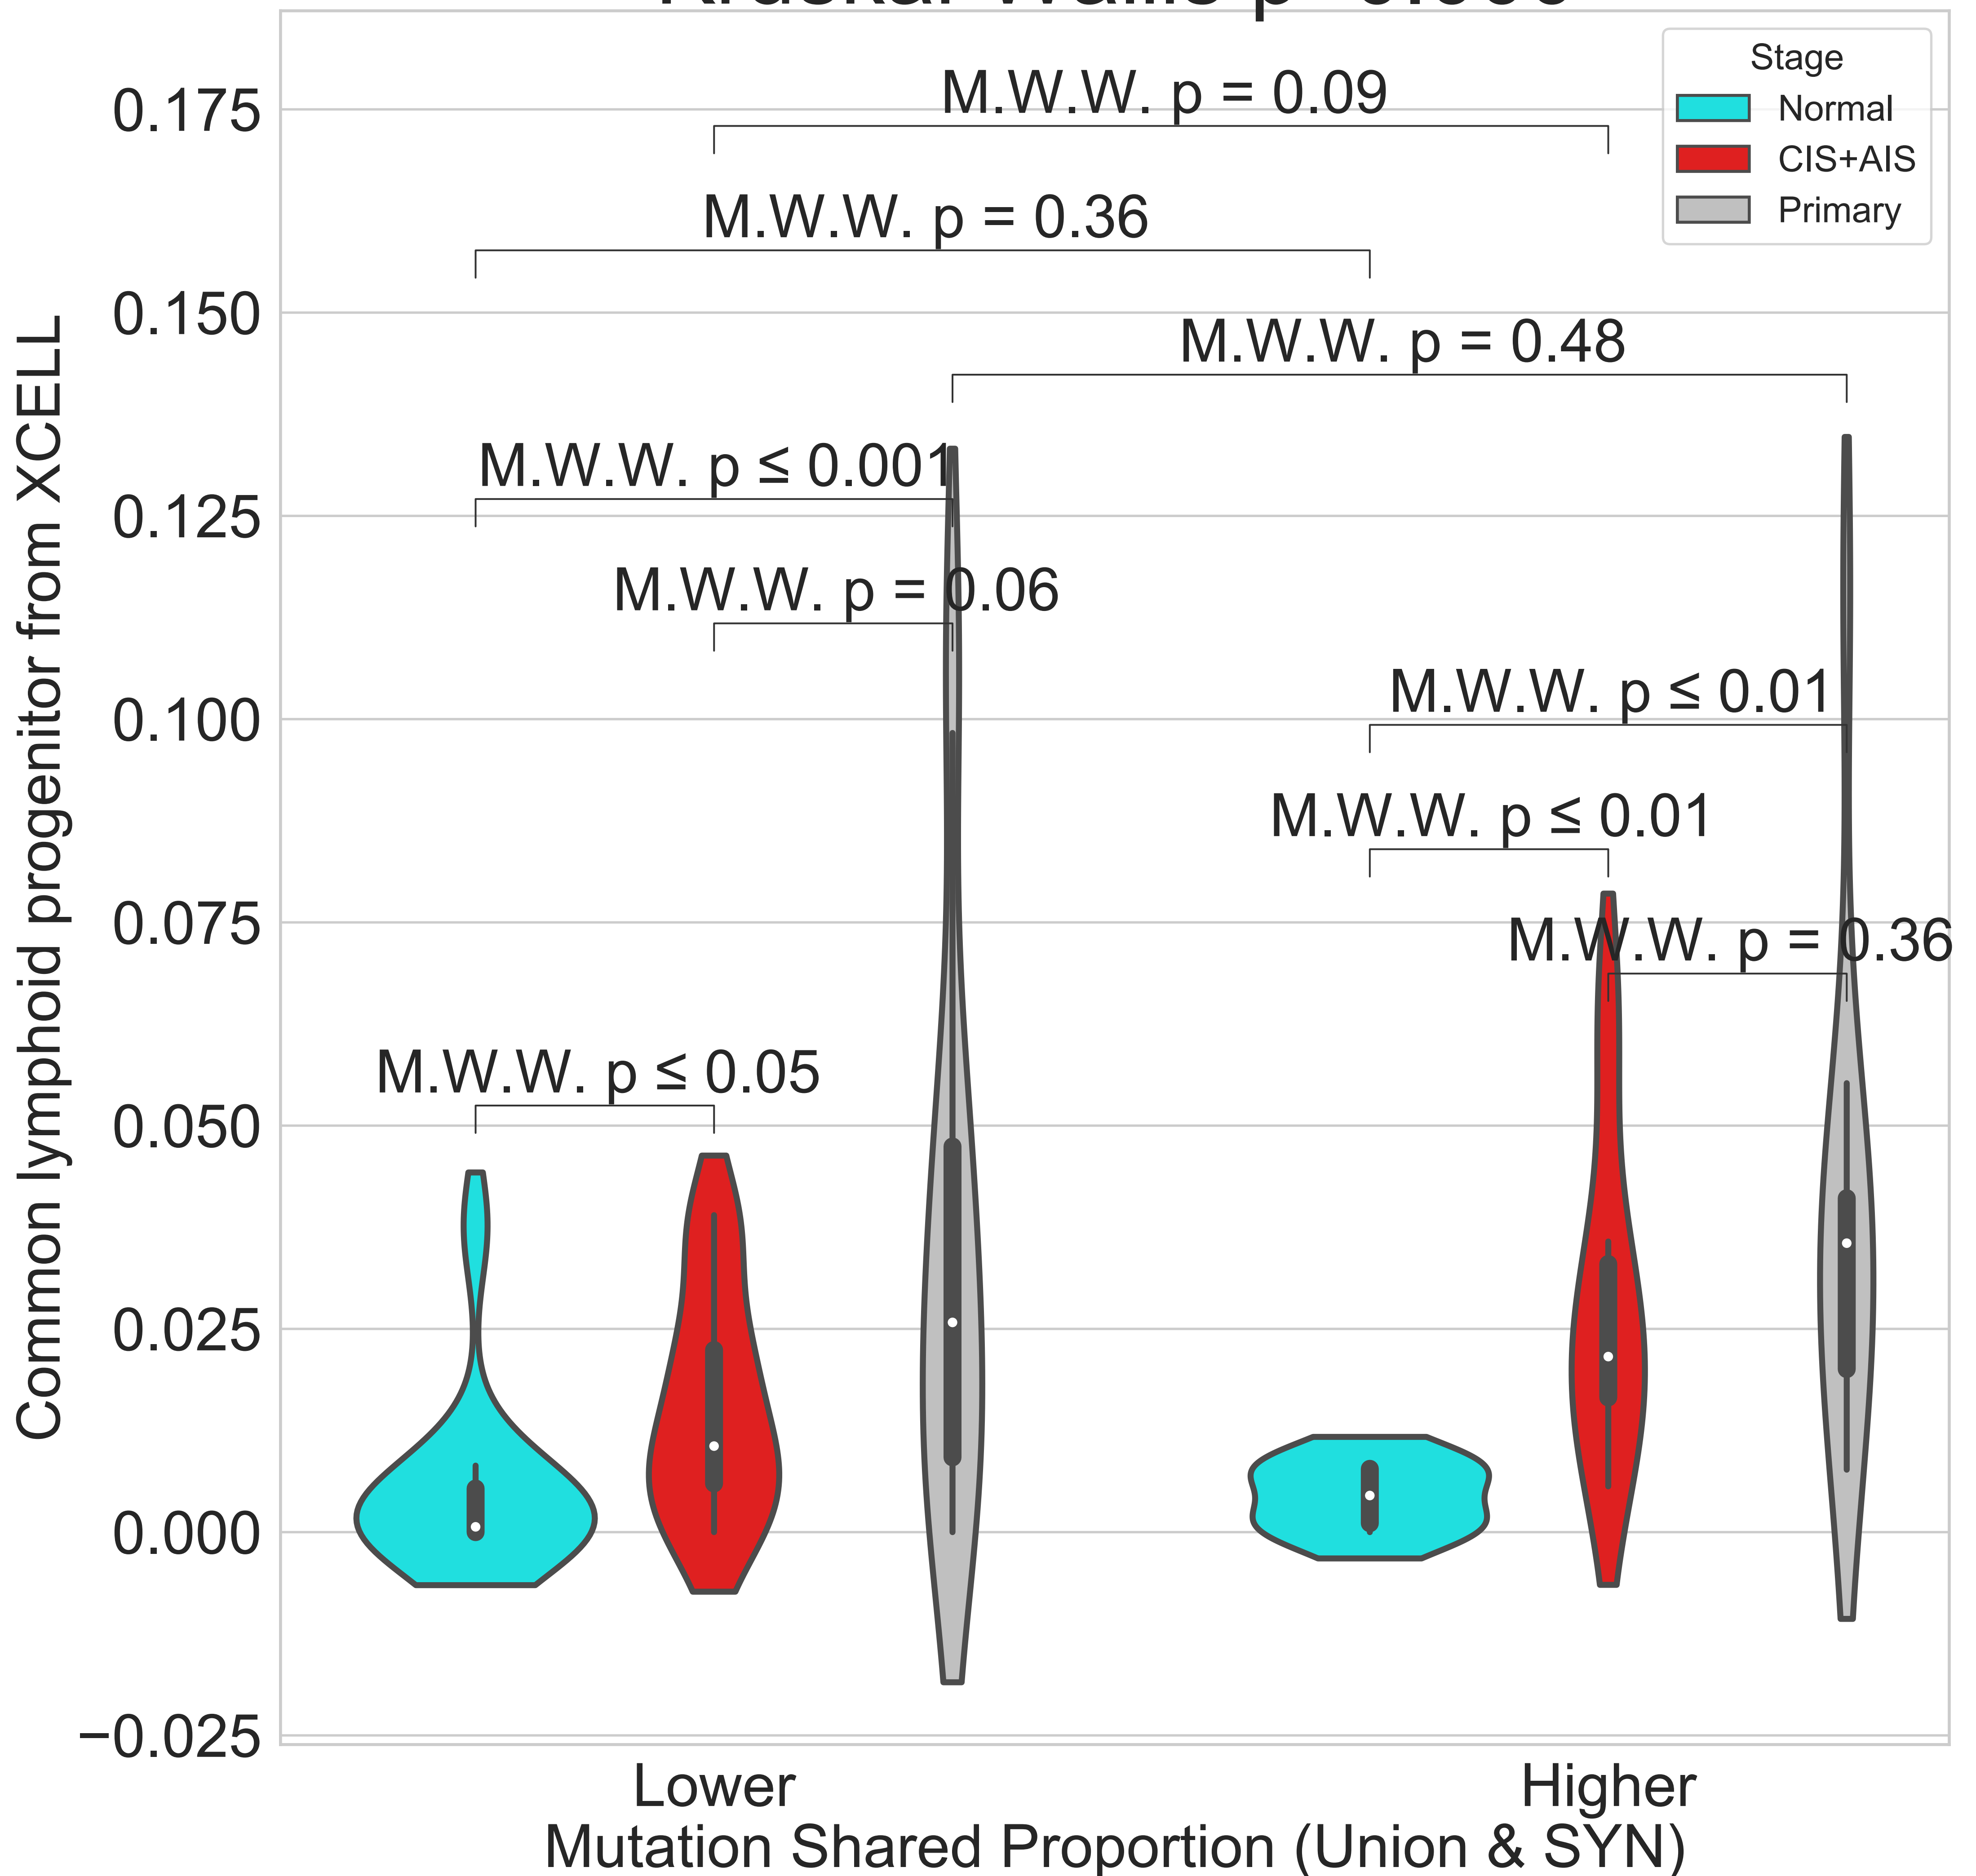 Stage
Normal
CIS+AIS
Primary
M.W.W. p = 0.09
M.W.W. p = 0.36
M.W.W. p = 0.48
M.W.W. p ≤ 0.001
M.W.W. p = 0.06
M.W.W. p ≤ 0.01
M.W.W. p ≤ 0.01
M.W.W. p = 0.36
M.W.W. p ≤ 0.05
0.175
0.150
0.125
0.100
0.075
0.050
0.025
0.000
−0.025
Common lymphoid progenitor from XCELL
Lower
Higher
Mutation Shared Proportion (Union & SYN)